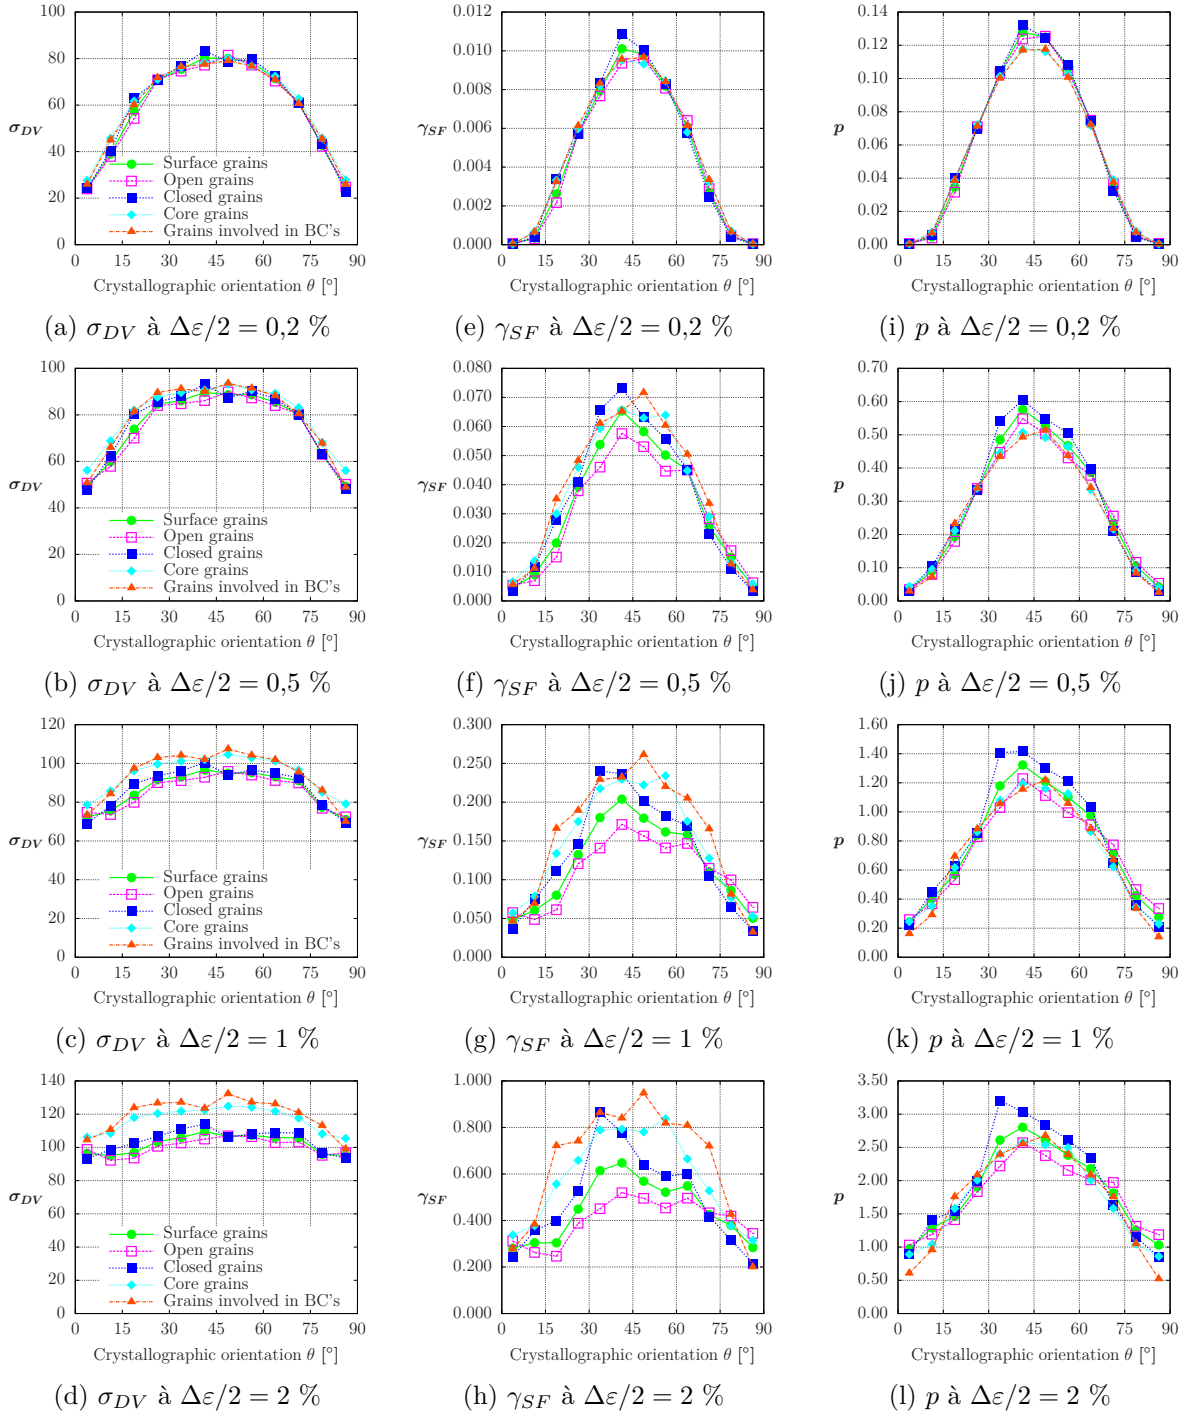 100
80
60
σDV
40
20
0
Surface grains
Open grains
Closed grains
Core grains
Grains involved in BC's
0 15 30 45 60 75 90
Crystallographic orientation θ [°]
(a) σDV à Δε/2 = 0,2 %
0.012
0.010
0.008
γSF
0.006
0.004
0.002
0.000
0 15 30 45 60 75 90
Crystallographic orientation θ [°]
(e) γSF à Δε/2 = 0,2 %
0.14
0.12
0.10
0.08
p
0.06
0.04
0.02
0.00
0 15 30 45 60 75 90
Crystallographic orientation θ [°]
(i) p à Δε/2 = 0,2 %
100
80
60
σDV
40
20
0
Surface grains
Open grains
Closed grains
Core grains
Grains involved in BC's
0 15 30 45 60 75 90
Crystallographic orientation θ [°]
(b) σDV à Δε/2 = 0,5 %
0.080
0.070
0.060
0.050
γSF
0.040
0.030
0.020
0.010
0.000
0 15 30 45 60 75 90
Crystallographic orientation θ [°]
(f) γSF à Δε/2 = 0,5 %
0.70
0.60
0.50
0.40
p
0.30
0.20
0.10
0.00
0 15 30 45 60 75 90
Crystallographic orientation θ [°]
(j) p à Δε/2 = 0,5 %
120
100
80
σDV
60
40
20
0
Surface grains
Open grains
Closed grains
Core grains
Grains involved in BC's
0 15 30 45 60 75 90
Crystallographic orientation θ [°]
(c) σDV à Δε/2 = 1 %
0.300
0.250
0.200
0.150
γSF
0.100
0.050
0.000
0 15 30 45 60 75 90
Crystallographic orientation θ [°]
(g) γSF à Δε/2 = 1 %
1.60
1.40
1.20
1.00
0.80
p
0.60
0.40
0.20
0.00
0 15 30 45 60 75 90
Crystallographic orientation θ [°]
(k) p à Δε/2 = 1 %
140
120
100
80
σDV
60
40
20
0
Surface grains
Open grains
Closed grains
Core grains
Grains involved in BC's
0 15 30 45 60 75 90
Crystallographic orientation θ [°]
(d) σDV à Δε/2 = 2 %
1.000
0.800
0.600
γSF
0.400
0.200
0.000
0 15 30 45 60 75 90
Crystallographic orientation θ [°]
(h) γSF à Δε/2 = 2 %
3.50
3.00
2.50
2.00
p
1.50
1.00
0.50
0.00
0 15 30 45 60 75 90
Crystallographic orientation θ [°]
(l) p à Δε/2 = 2 %